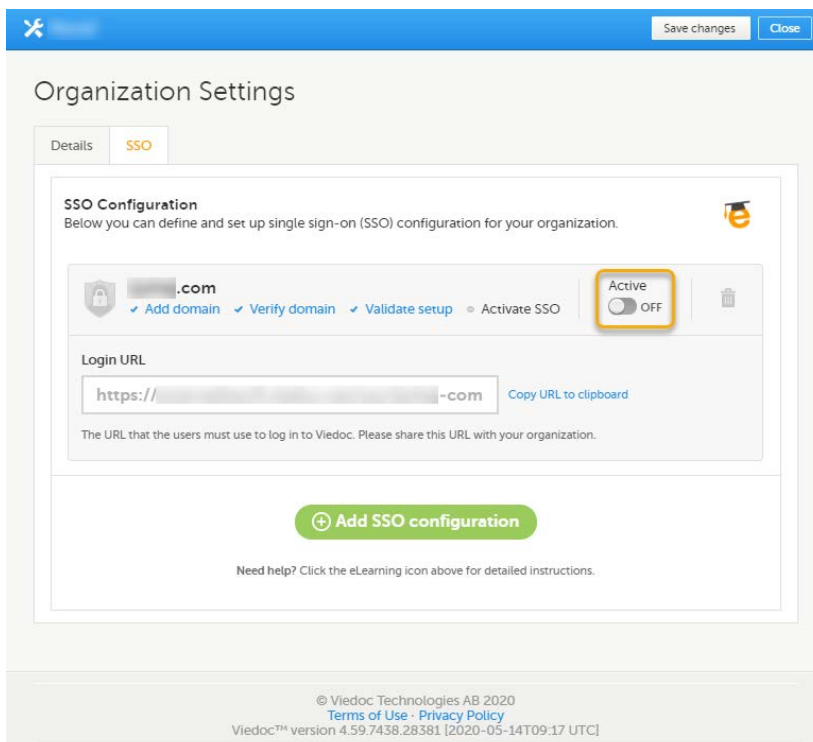 Save changes
Close
Organization Settings
Details
SSO
SSO Configuration
Below you can define and set up single sign-on (SSO) configuration for your organization.
.com
Add domain Verify domain Validate setup Activate SSO
Active
OFF
Login URL
https:// -com
Copy URL to clipboard
The URL that the users must use to log in to Viedoc. Please share this URL with your organization.
Add SSO configuration
Need help? Click the eLearning icon above for detailed instructions.
© Viedoc Technologies AB 2020
Terms of Use · Privacy Policy
Viedoc™ version 4.59.7438.28381 [2020-05-14T09:17 UTC]